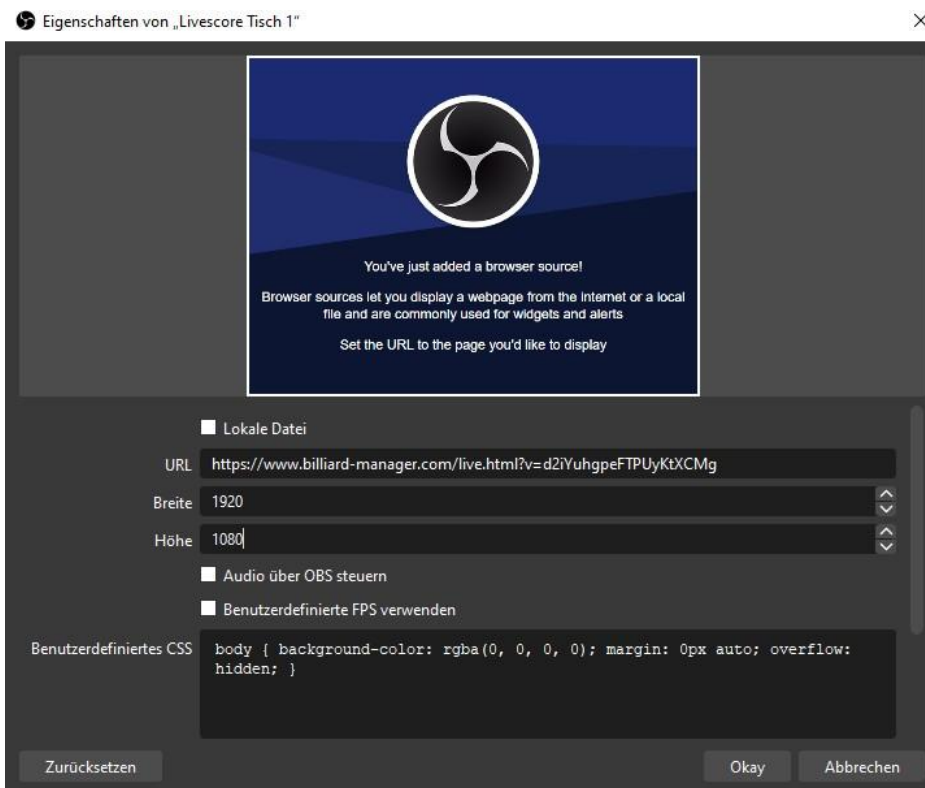 Eigenschaften von „Livescore Tisch 1“
You've just added a browser source!
Browser sources let you display a webpage from the internet or a local
file and are commonly used for widgets and alerts
Set the URL to the page you'd like to display
Lokale Datei
URL https://www.billiard-manager.com/live.html?v=d2iYuhgpeFTPUyKtXCMg
Breite 1920
Höhe 1080
Audio über OBS steuern
Benutzerdefinierte FPS verwenden
Benutzerdefiniertes CSS body { background-color: rgba(0, 0, 0, 0); margin: 0px auto; overflow:
hidden; }
Zurücksetzen Okay Abbrechen